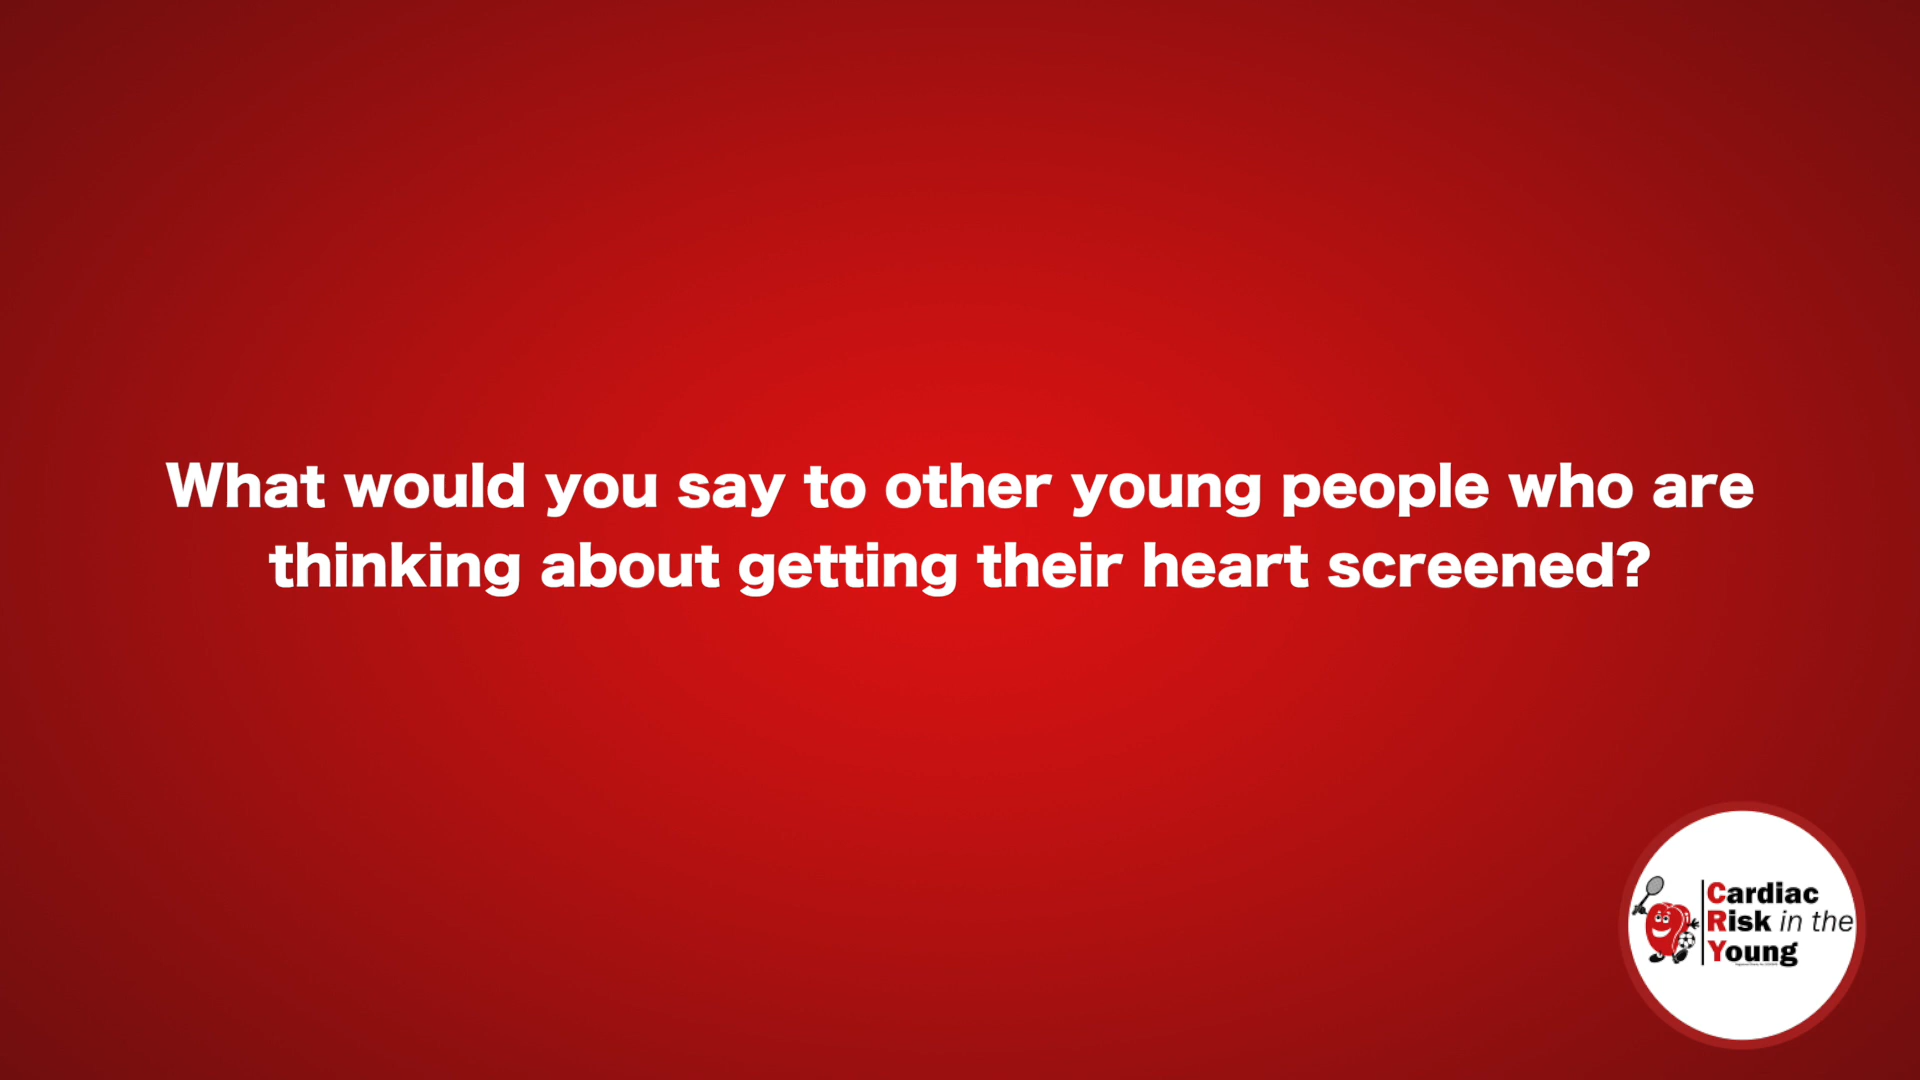 What would you say to other young people who are
thinking about getting their heart screened?
Cardiac
Risk in the
Young